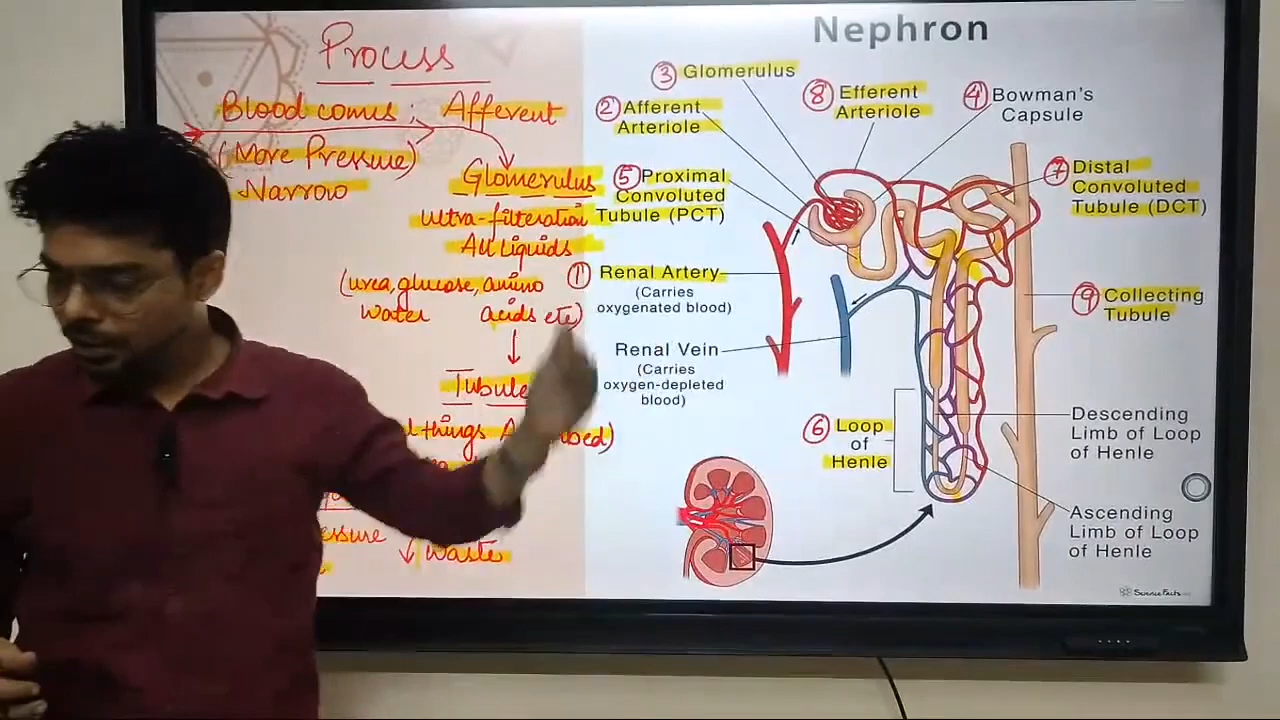 Process
Blood comes ; Afferent
(More Pressure)
Narrow
Glomerulus
Ultra-filteration
All Liquids
(urea, glucose, amino
water acids etc)
Tubule
things
Waste
Nephron
3 Glomerulus
8 Efferent
Arteriole
4 Bowman's
Capsule
2 Afferent
Arteriole
5 Proximal
Convoluted
Tubule (PCT)
7 Distal
Convoluted
Tubule (DCT)
1 Renal Artery
(Carries
oxygenated blood)
9 Collecting
Tubule
Renal Vein
(Carries
oxygen-depleted
blood)
6 Loop
of
Henle
Descending
Limb of Loop
of Henle
Ascending
Limb of Loop
of Henle
ScienceFacts